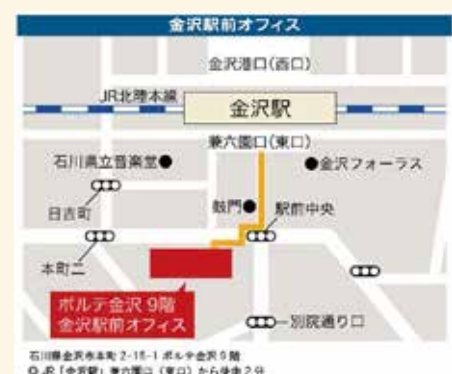 金沢駅前オフィス
金沢港口(西口)
JR北陸本線
金沢駅
兼六園口(東口)
石川県立音楽堂●
●金沢フォーラス
日吉町
鼓門●
駅前中央
本町二
ポルテ金沢 9階
金沢駅前オフィス
別院通り口
石川県金沢市本町 2-15-1 ポルテ金沢 9 階
JR「金沢駅」兼六園口(東口)から徒歩 2 分